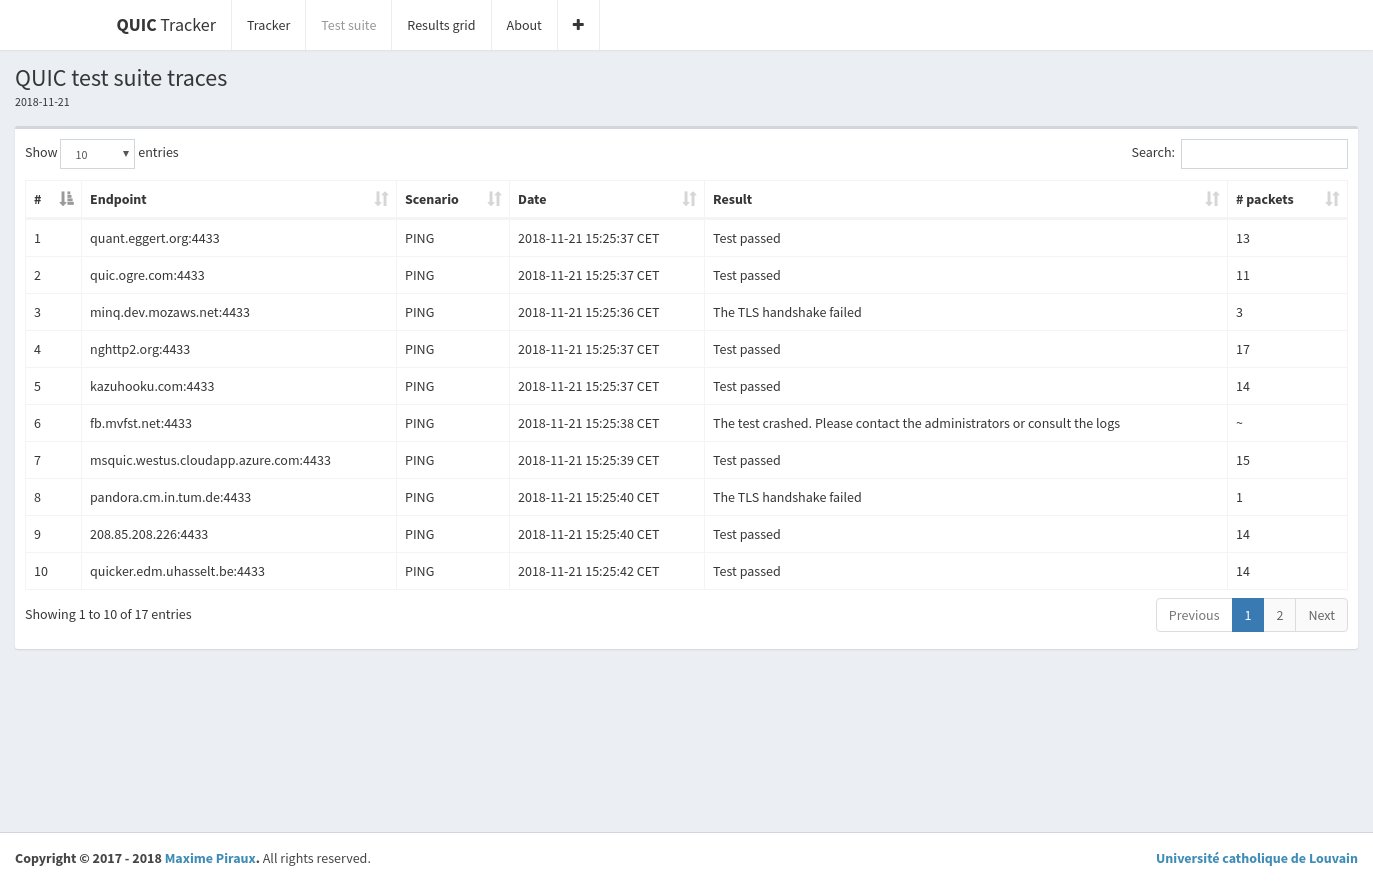 QUIC Tracker Tracker Test suite Results grid About +
QUIC test suite traces
2018-11-21
Show 10 entries Search:
# Endpoint Scenario Date Result # packets
1 quant.eggert.org:4433 PING 2018-11-21 15:25:37 CET Test passed 13
2 quic.ogre.com:4433 PING 2018-11-21 15:25:37 CET Test passed 11
3 minq.dev.mozaws.net:4433 PING 2018-11-21 15:25:36 CET The TLS handshake failed 3
4 nghttp2.org:4433 PING 2018-11-21 15:25:37 CET Test passed 17
5 kazuhooku.com:4433 PING 2018-11-21 15:25:37 CET Test passed 14
6 fb.mvfst.net:4433 PING 2018-11-21 15:25:38 CET The test crashed. Please contact the administrators or consult the logs ~
7 msquic.westus.cloudapp.azure.com:4433 PING 2018-11-21 15:25:39 CET Test passed 15
8 pandora.cm.in.tum.de:4433 PING 2018-11-21 15:25:40 CET The TLS handshake failed 1
9 208.85.208.226:4433 PING 2018-11-21 15:25:40 CET Test passed 14
10 quicker.edm.uhasselt.be:4433 PING 2018-11-21 15:25:42 CET Test passed 14
Showing 1 to 10 of 17 entries Previous 1 2 Next
Copyright © 2017 - 2018 Maxime Piraux. All rights reserved. Université catholique de Louvain